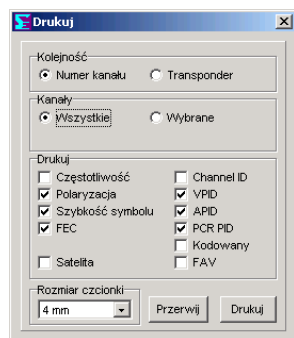 Drukuj
Kolejność
Numer kanału Transponder
Kanały
Wszystkie Wybrane
Drukuj
Częstotliwość Channel ID
Polaryzacja VPID
Szybkość symbolu APID
FEC PCR PID
Kodowany
Satelita FAV
Rozmiar czcionki
4 mm Przerwij Drukuj